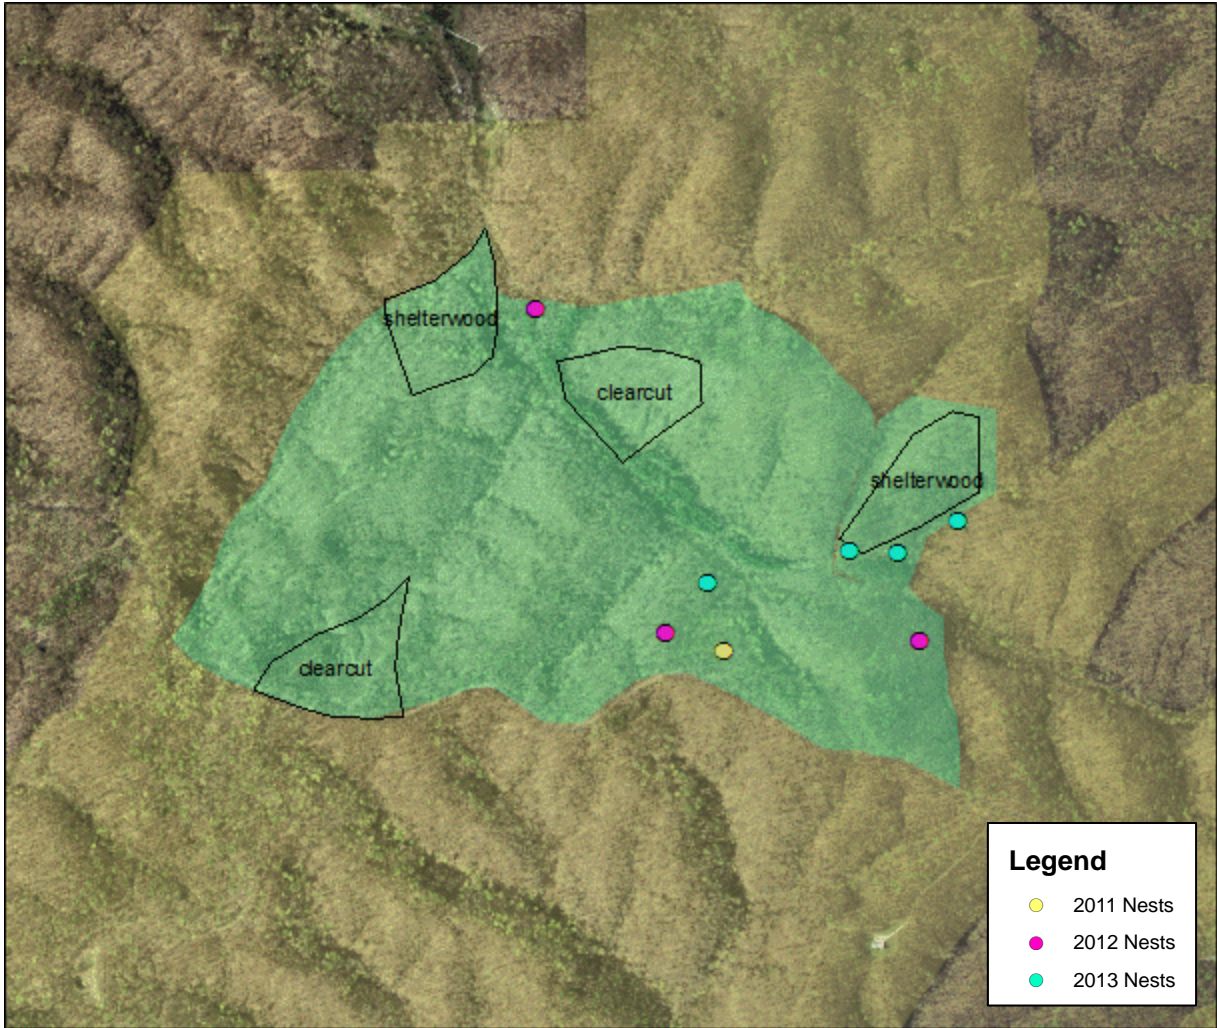 shelterwood
clearcut
shelterwood
clearcut
Legend
2011 Nests
2012 Nests
2013 Nests